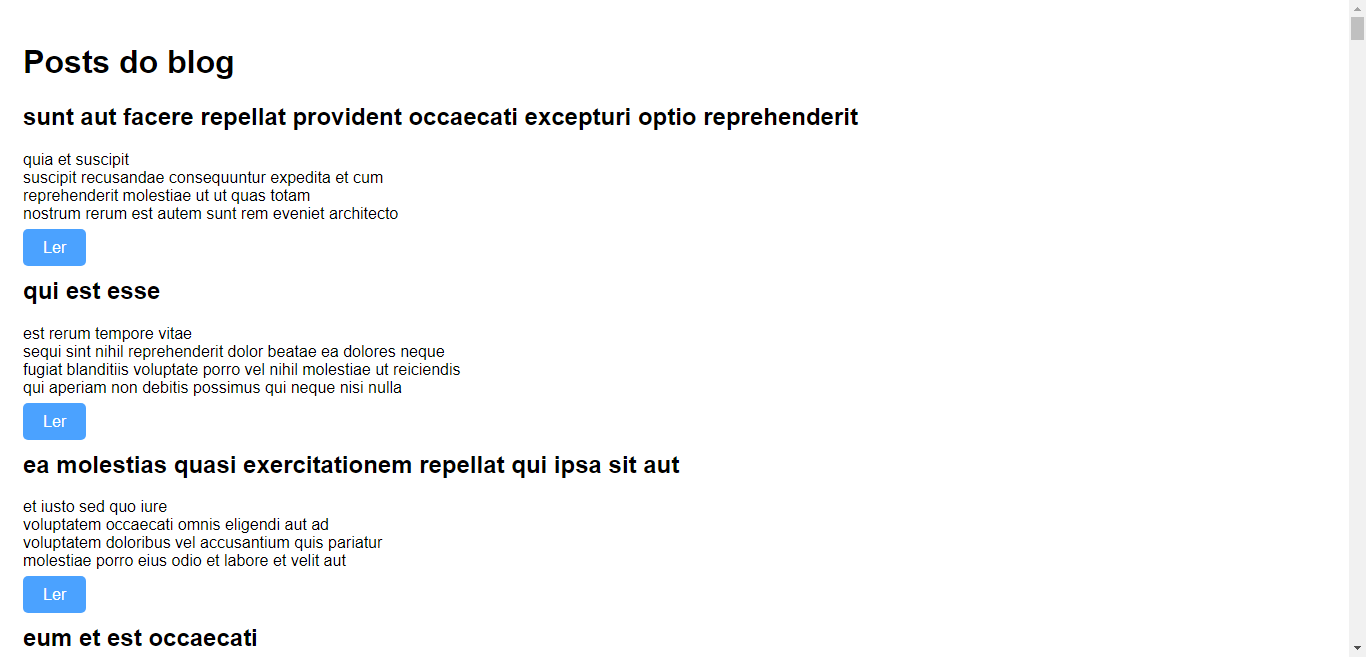 Posts do blog
sunt aut facere repellat provident occaecati excepturi optio reprehenderit
quia et suscipit
suscipit recusandae consequuntur expedita et cum
reprehenderit molestiae ut ut quas totam
nostrum rerum est autem sunt rem eveniet architecto
Ler
qui est esse
est rerum tempore vitae
sequi sint nihil reprehenderit dolor beatae ea dolores neque
fugiat blanditiis voluptate porro vel nihil molestiae ut reiciendis
qui aperiam non debitis possimus qui neque nisi nulla
Ler
ea molestias quasi exercitationem repellat qui ipsa sit aut
et iusto sed quo iure
voluptatem occaecati omnis eligendi aut ad
voluptatem doloribus vel accusantium quis pariatur
molestiae porro eius odio et labore et velit aut
Ler
eum et est occaecati